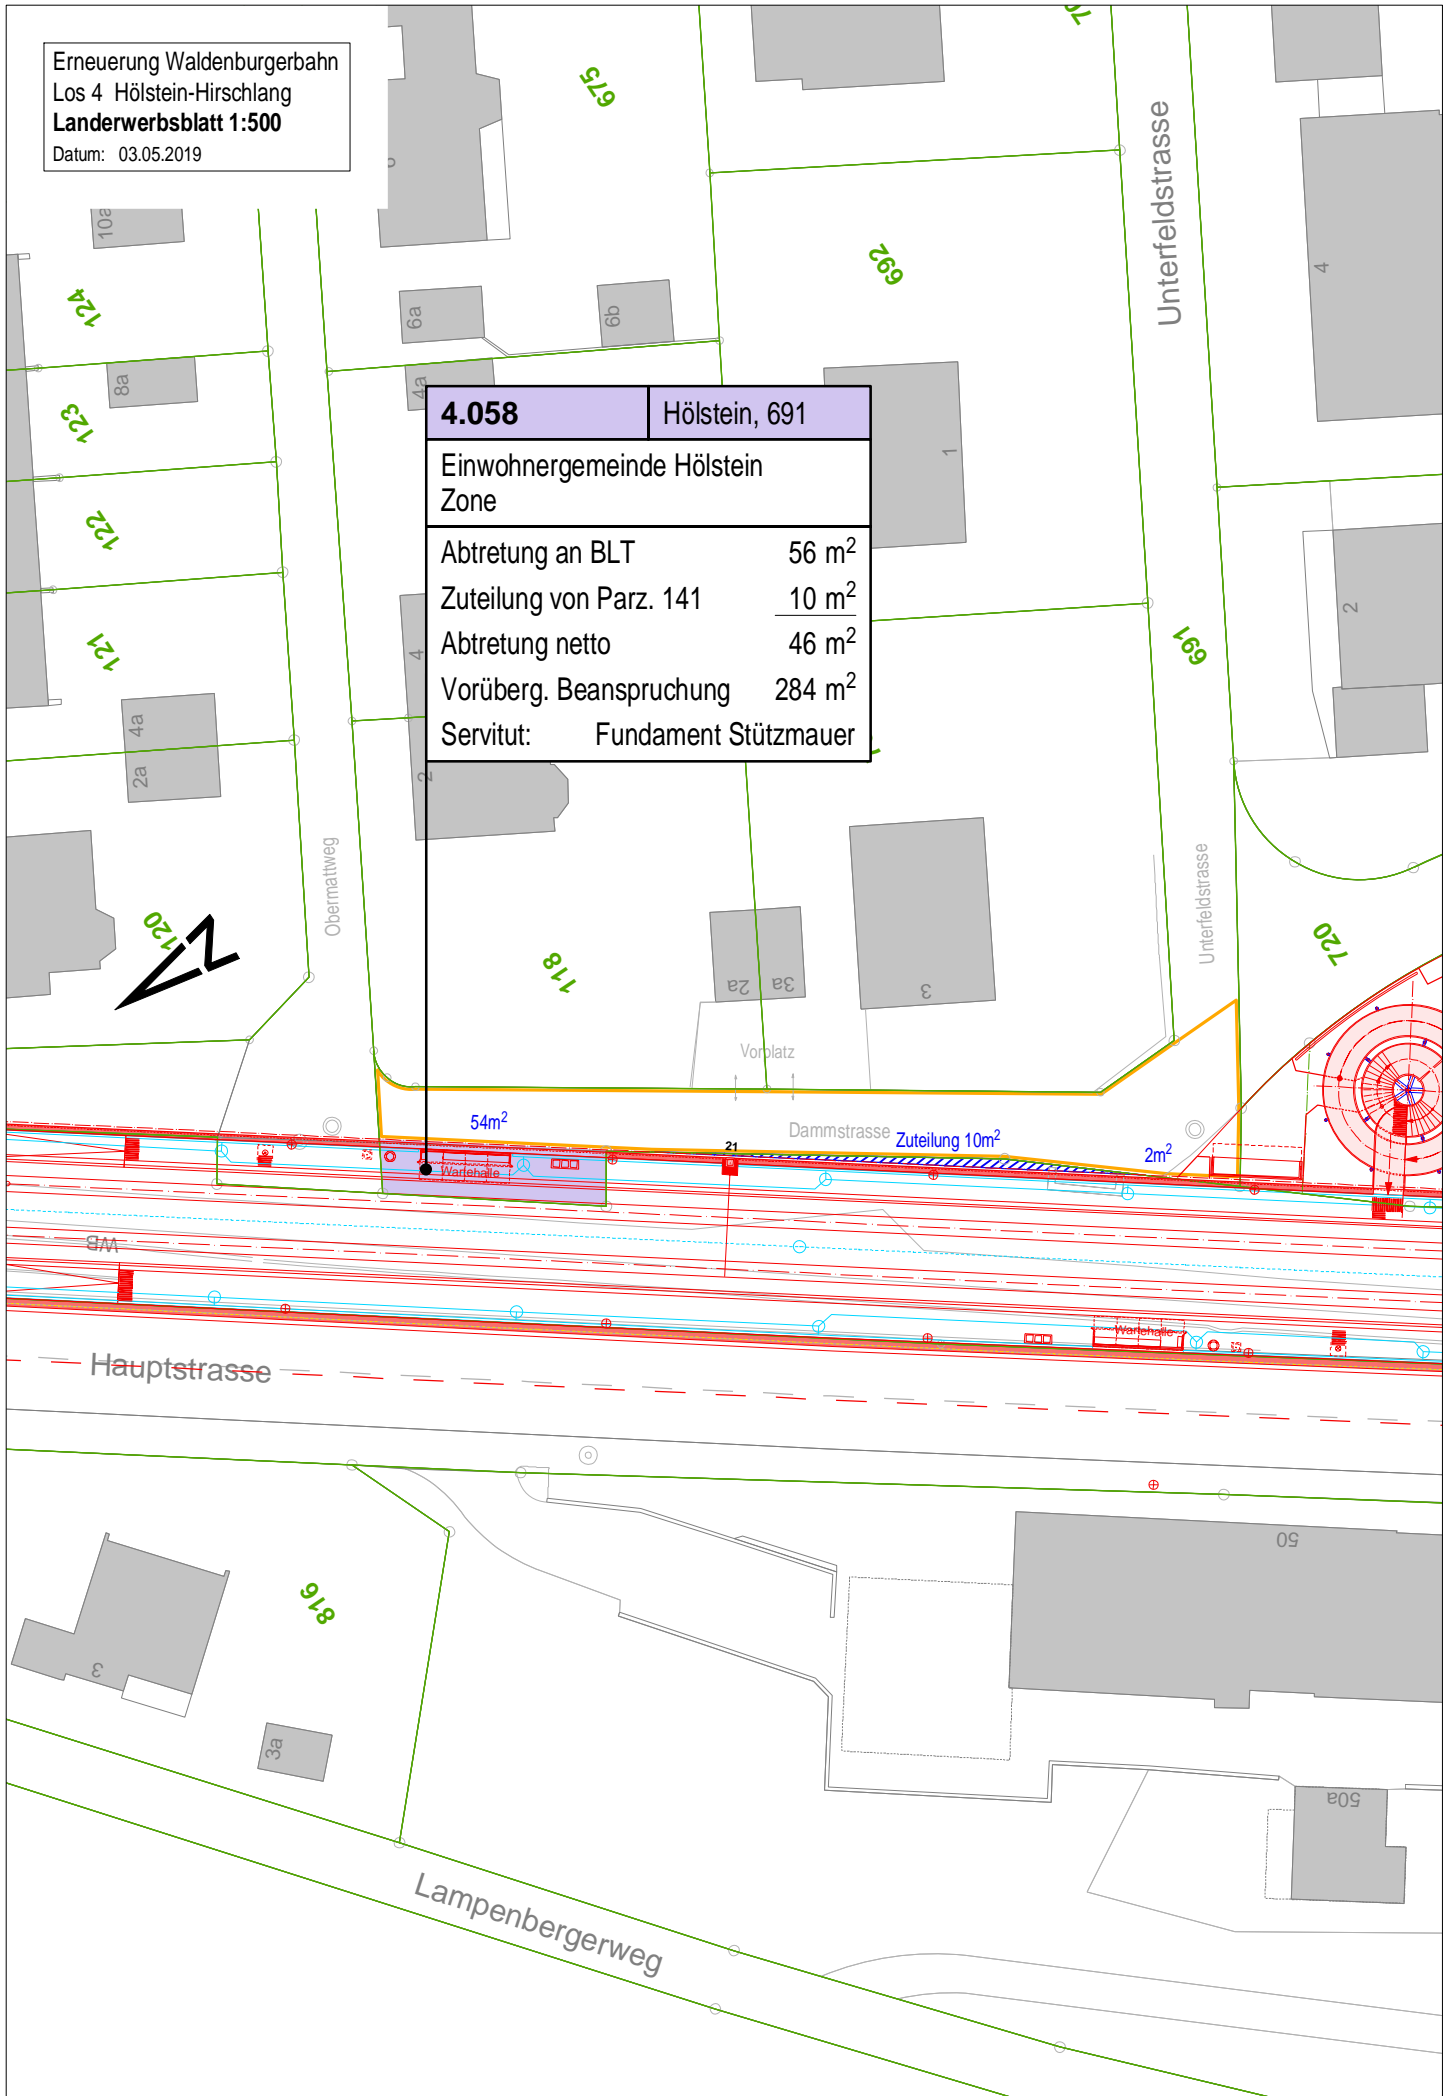 Erneuerung Waldenburgerbahn
Los 4 Hölstein-Hirschlang
Landerwerbsblatt 1:500
Datum: 03.05.2019
675
Unterfeldstrasse
10a
692
4
124
6a
6b
8a
4a
123
4.058 Hölstein, 691
Einwohnergemeinde Hölstein
Zone
Abtretung an BLT 56 m²
Zuteilung von Parz. 141 10 m²
Abtretung netto 46 m²
Vorüberg. Beanspruchung 284 m²
Servitut: Fundament Stützmauer
1
122
2
121
4
691
4a
2a
2
Obermattweg
Unterfeldstrasse
120
118
720
2a
3a
3
Vorplatz
54m²
Dammstrasse
Zuteilung 10m²
21
2m²
Wartehalle
WB
Wartehalle
Hauptstrasse
50
816
3
3a
50a
Lampenbergerweg